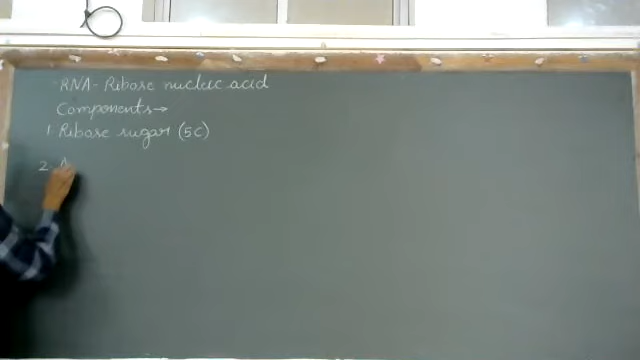 RNA- Ribose nucleic acid
Components→
1. Ribose sugar (5C)
2.